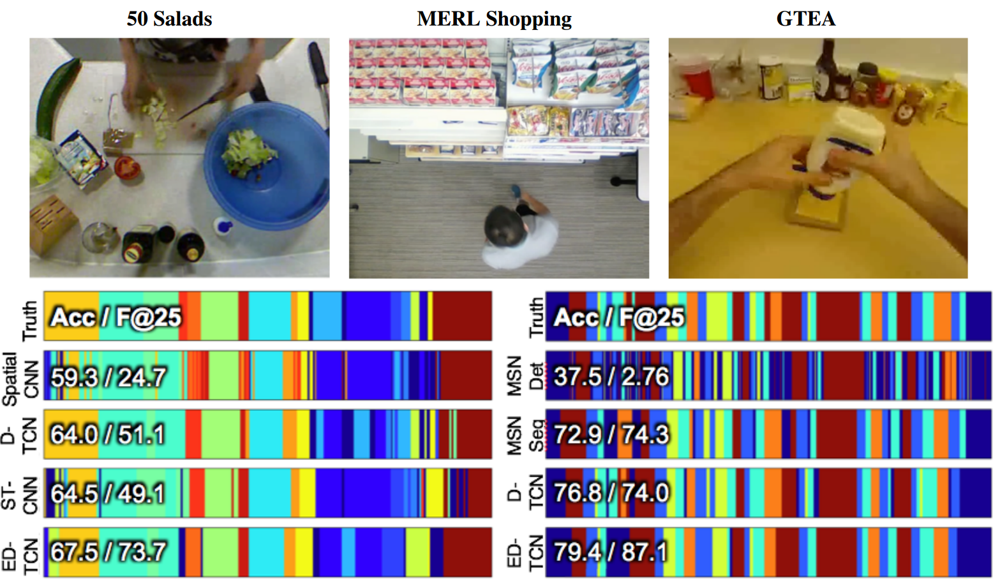 50 Salads
MERL Shopping
GTEA
Truth
Acc / F@25
Spatial
CNN
59.3 / 24.7
D-
TCN
64.0 / 51.1
ST-
CNN
64.5 / 49.1
ED-
TCN
67.5 / 73.7
Truth
Acc / F@25
MSN
Det
37.5 / 2.76
MSN
Seg
72.9 / 74.3
D-
TCN
76.8 / 74.0
ED-
TCN
79.4 / 87.1